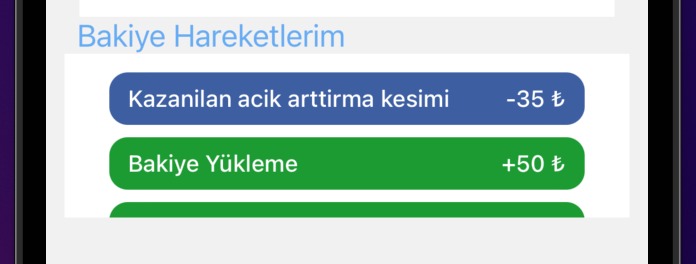 Bakiye Hareketlerim
Kazanilan acik arttirma kesimi -35 ₺
Bakiye Yükleme +50 ₺